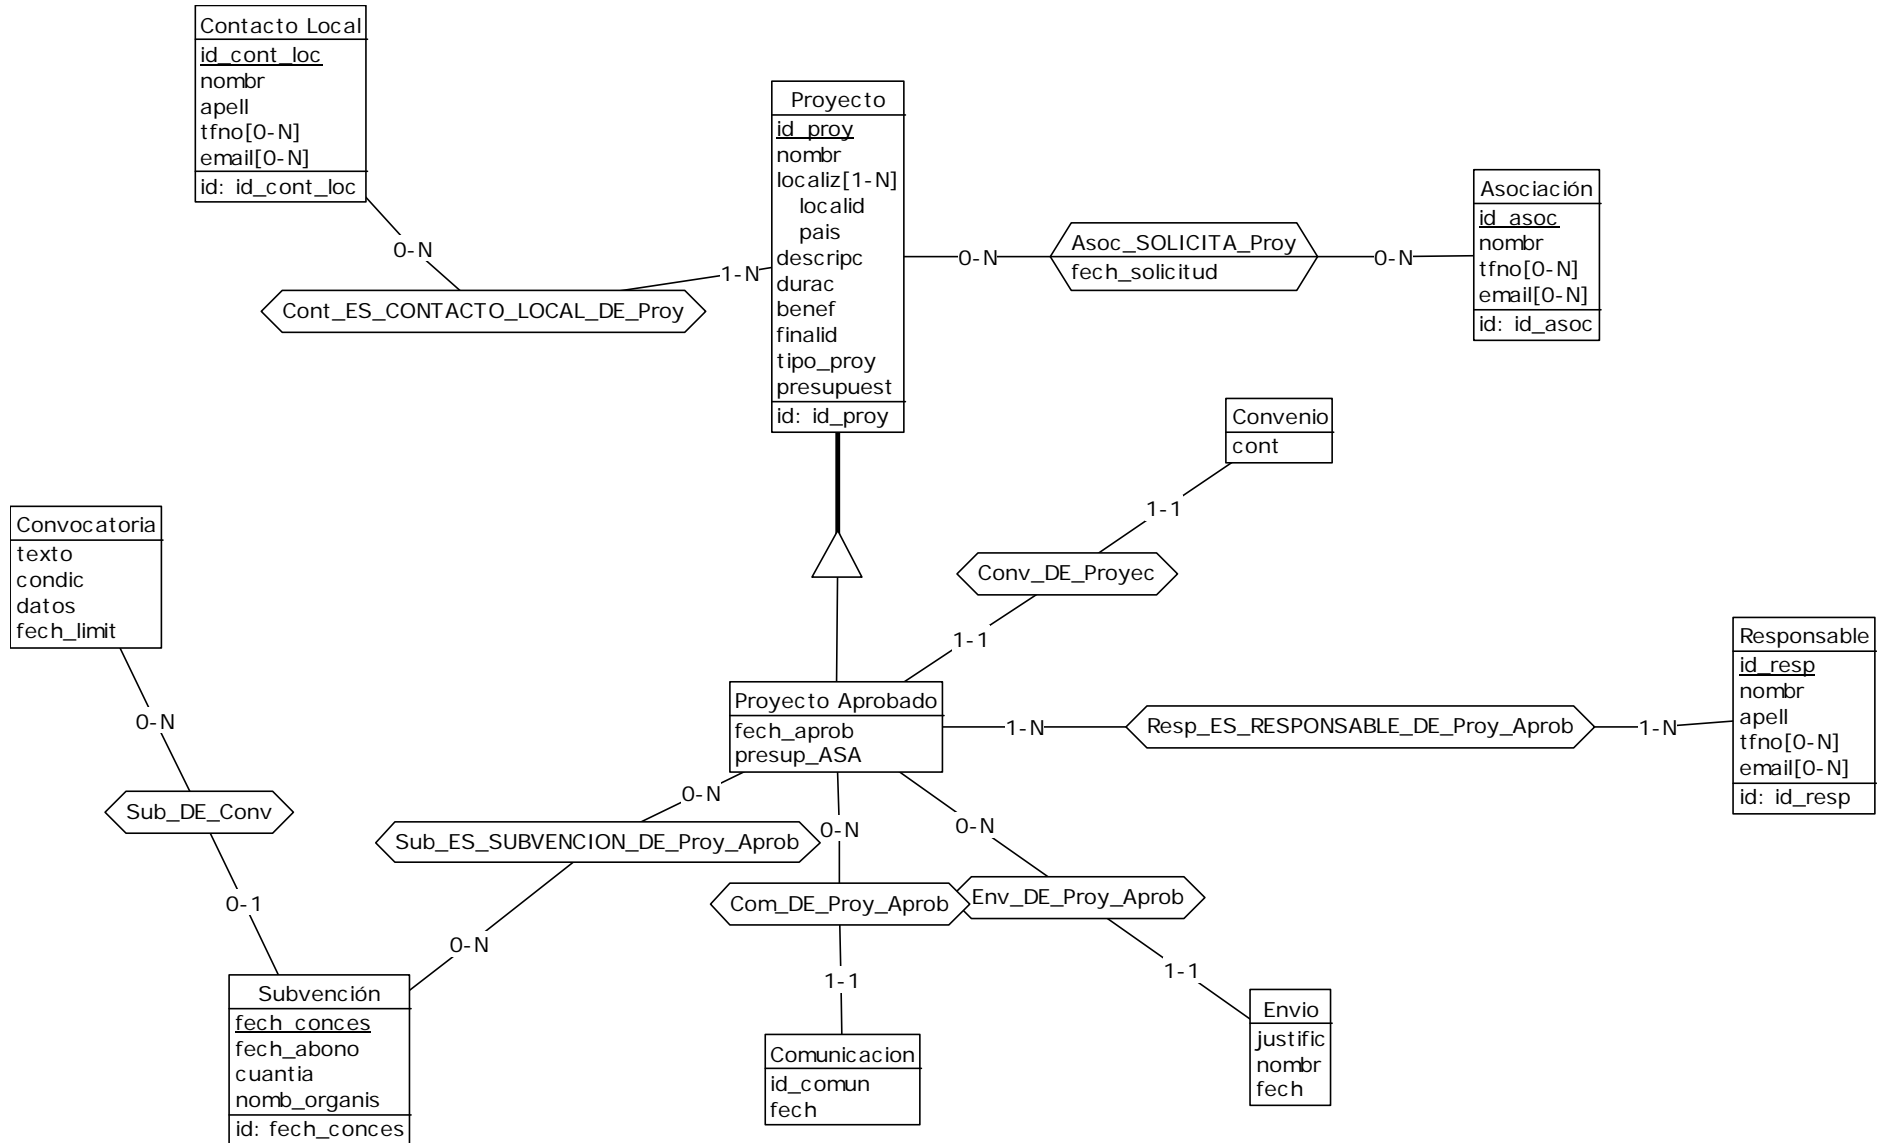 Contacto Local
id_cont_loc
nombr
apell
tfno[0-N]
email[0-N]
id: id_cont_loc
0-N
Cont_ES_CONTACTO_LOCAL_DE_Proy
1-N
Proyecto
id_proy
nombr
localiz[1-N]
localid
pais
descripc
durac
benef
finalid
tipo_proy
presupuest
id: id_proy
0-N
Asoc_SOLICITA_Proy
fech_solicitud
0-N
Asociación
id_asoc
nombr
tfno[0-N]
email[0-N]
id: id_asoc
Convenio
cont
1-1
Conv_DE_Proyec
1-1
Convocatoria
texto
condic
datos
fech_limit
0-N
Sub_DE_Conv
0-1
Proyecto Aprobado
fech_aprob
presup_ASA
1-N
Resp_ES_RESPONSABLE_DE_Proy_Aprob
1-N
Responsable
id_resp
nombr
apell
tfno[0-N]
email[0-N]
id: id_resp
0-N
Sub_ES_SUBVENCION_DE_Proy_Aprob
0-N
0-N
Com_DE_Proy_Aprob
1-1
0-N
Env_DE_Proy_Aprob
1-1
Subvención
fech_conces
fech_abono
cuantia
nomb_organis
id: fech_conces
Comunicacion
id_comun
fech
Envio
justific
nombr
fech